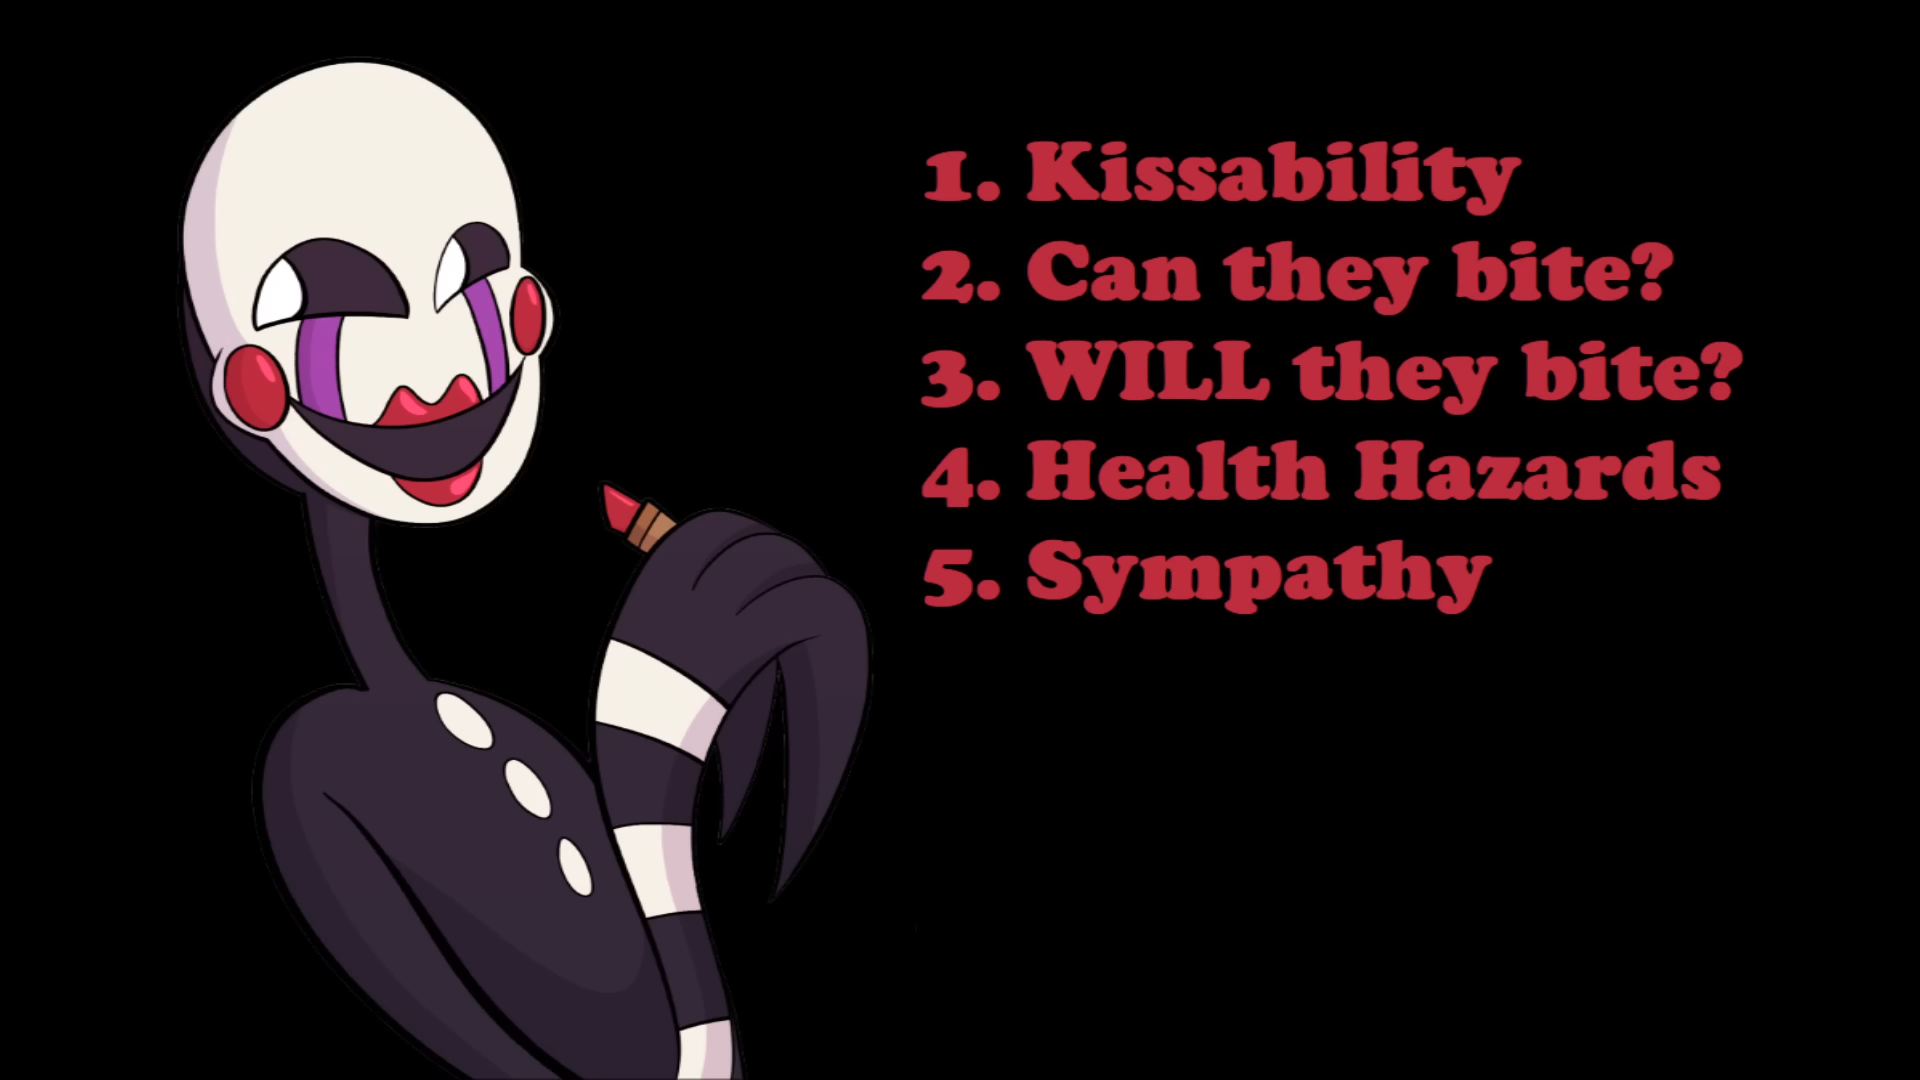 1. Kissability
2. Can they bite?
3. WILL they bite?
4. Health Hazards
5. Sympathy